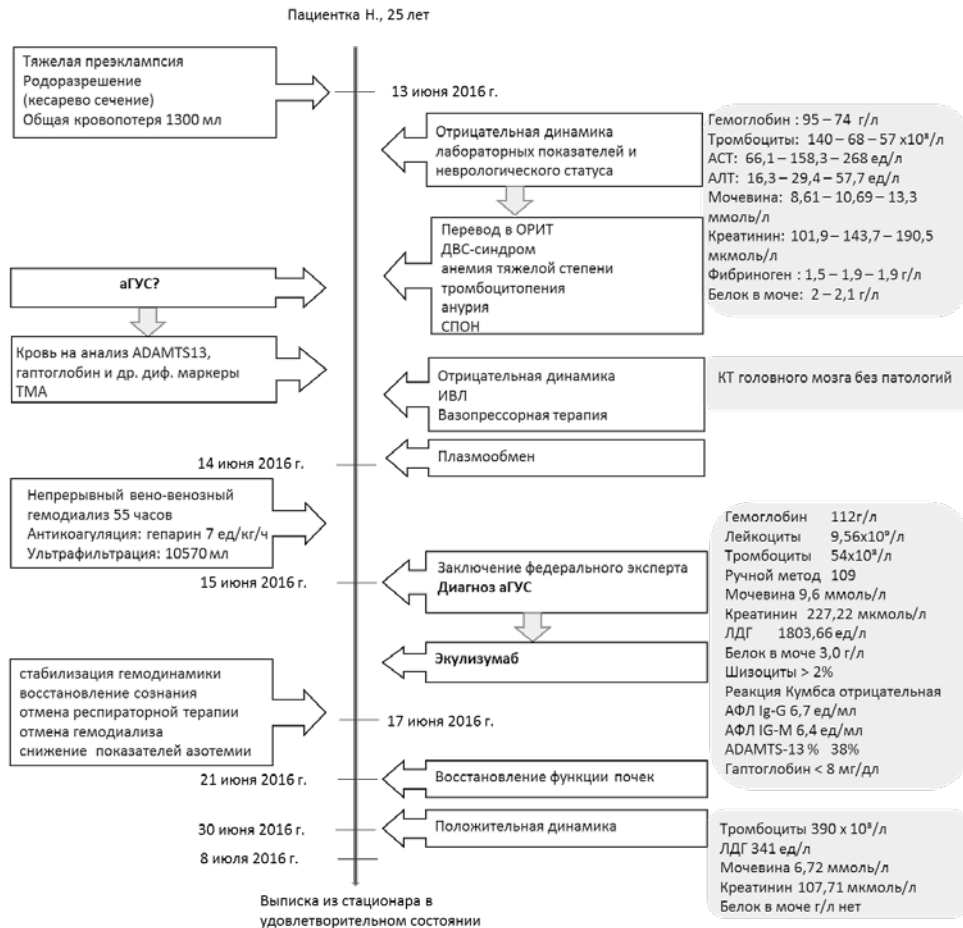 Пациентка Н., 25 лет
Тяжелая преэклампсия
Родоразрешение
(кесарево сечение)
Общая кровопотеря 1300 мл
13 июня 2016 г.
Отрицательная динамика
лабораторных показателей и
неврологического статуса
Гемоглобин : 95 – 74 г/л
Тромбоциты: 140 – 68 – 57 х10⁹/л
АСТ: 66,1 – 158,3 – 268 ед/л
АЛТ: 16,3 – 29,4 – 57,7 ед/л
Мочевина: 8,61 – 10,69 – 13,3
ммоль/л
Креатинин: 101,9 – 143,7 – 190,5
мкмоль/л
Фибриноген : 1,5 – 1,9 – 1,9 г/л
Белок в моче: 2 – 2,1 г/л
Перевод в ОРИТ
ДВС-синдром
анемия тяжелой степени
тромбоцитопения
анурия
СПОН
аГУС?
Кровь на анализ ADAMTS13,
гаптоглобин и др. диф. маркеры
ТМА
Отрицательная динамика
ИВЛ
Вазопрессорная терапия
КТ головного мозга без патологий
Плазмообмен
14 июня 2016 г.
Непрерывный вено-венозный
гемодиализ 55 часов
Антикоагуляция: гепарин 7 ед/кг/ч
Ультрафильтрация: 10570 мл
15 июня 2016 г.
Заключение федерального эксперта
Диагноз аГУС
Экулизумаб
Гемоглобин 112г/л
Лейкоциты 9,56х10⁹/л
Тромбоциты 54х10⁹/л
Ручной метод 109
Мочевина 9,6 ммоль/л
Креатинин 227,22 мкмоль/л
ЛДГ 1803,66 ед/л
Белок в моче 3,0 г/л
Шизоциты > 2%
Реакция Кумбса отрицательная
АФЛ Ig-G 6,7 ед/мл
АФЛ IG-M 6,4 ед/мл
ADAMTS-13 % 38%
Гаптоглобин < 8 мг/дл
стабилизация гемодинамики
восстановление сознания
отмена респираторной терапии
отмена гемодиализа
снижение показателей азотемии
17 июня 2016 г.
21 июня 2016 г.
Восстановление функции почек
30 июня 2016 г.
Положительная динамика
8 июля 2016 г.
Тромбоциты 390 х 10⁹/л
ЛДГ 341 ед/л
Мочевина 6,72 ммоль/л
Креатинин 107,71 мкмоль/л
Белок в моче г/л нет
Выписка из стационара в
удовлетворительном состоянии